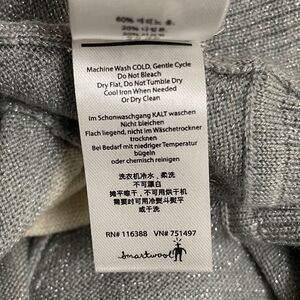 Machine Wash COLD, Gentle Cycle
Do Not Bleach
Dry Flat, Do Not Tumble Dry
Cool Iron When Needed
Or Dry Clean
im Schonwaschgang KALT waschen
Nicht bleichen
Flach liegend, nicht im Wäschetrockner
trocknen
Bei Bedarf mit niedriger Temperatur
bügeln
oder chemisch reinigen
洗衣机冷水，柔洗
不可漂白
摊平晾干，不可用烘干机
需要时可用冷熨斗熨平
或干洗
RN# 116388 VN# 751497
Smartwool